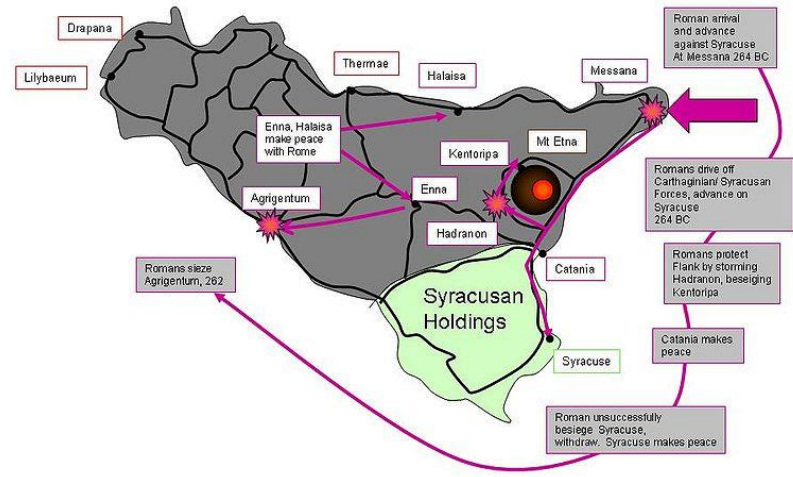 Drapana
Lilybaeum
Thermae
Halaisa
Messana
Roman arrival
and advance
against Syracuse
At Messana 264 BC
Enna, Halaisa
make peace
with Rome
Kentoripa
Mt Etna
Enna
Agrigentum
Hadranon
Romans drive off
Carthaginian/ Syracusan
Forces, advance on
Syracuse
264 BC
Romans protect
Flank by storming
Hadranon, beseiging
Kentoripa
Catania
Romans sieze
Agrigentum, 262
Syracusan
Holdings
Catania makes
peace
Syracuse
Roman unsuccessfully
besiege Syracuse,
withdraw. Syracuse makes peace